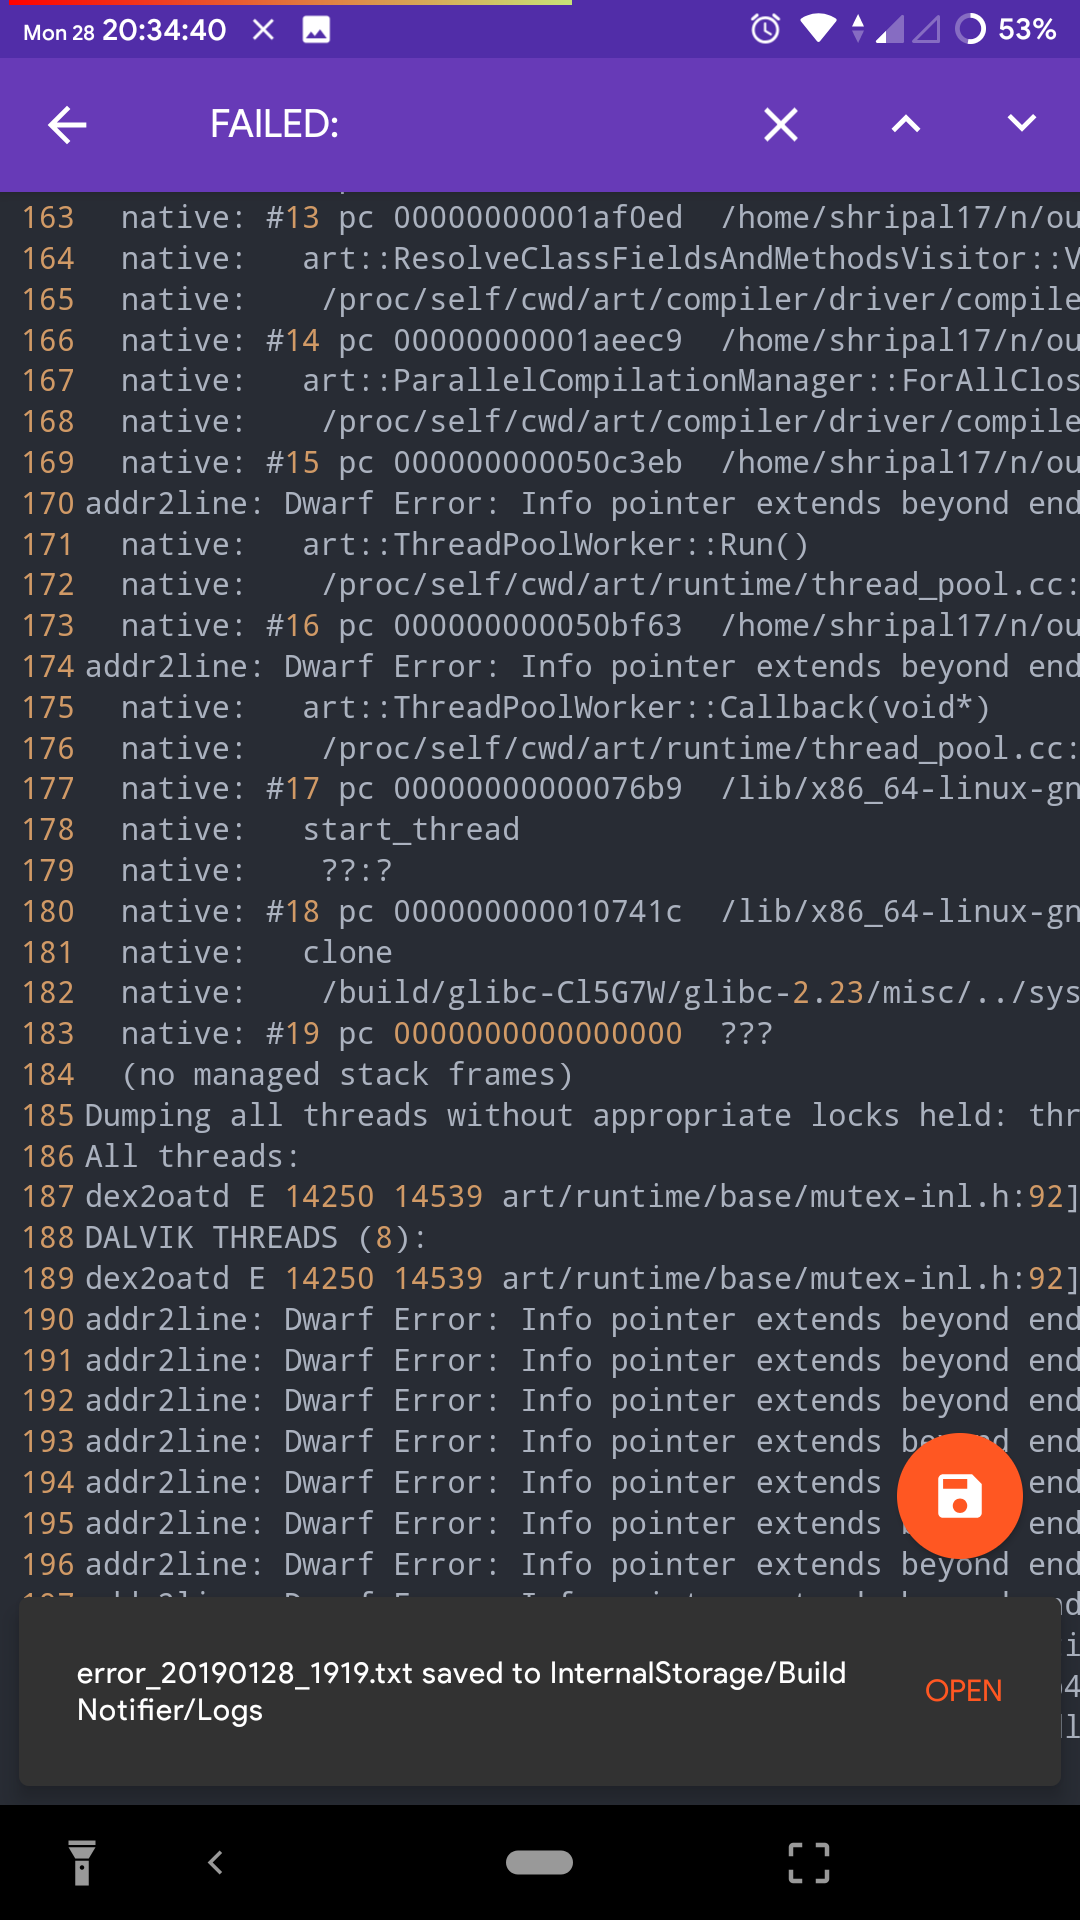 Mon 28 20:34:40 53%
FAILED:
163 native: #13 pc 00000000001af0ed /home/shripal17/n/ou
164 native: art::ResolveClassFieldsAndMethodsVisitor::V
165 native: /proc/self/cwd/art/compiler/driver/compile
166 native: #14 pc 00000000001aeec9 /home/shripal17/n/ou
167 native: art::ParallelCompilationManager::ForAllClos
168 native: /proc/self/cwd/art/compiler/driver/compile
169 native: #15 pc 000000000050c3eb /home/shripal17/n/ou
170 addr2line: Dwarf Error: Info pointer extends beyond end
171 native: art::ThreadPoolWorker::Run()
172 native: /proc/self/cwd/art/runtime/thread_pool.cc:
173 native: #16 pc 000000000050bf63 /home/shripal17/n/ou
174 addr2line: Dwarf Error: Info pointer extends beyond end
175 native: art::ThreadPoolWorker::Callback(void*)
176 native: /proc/self/cwd/art/runtime/thread_pool.cc:
177 native: #17 pc 00000000000076b9 /lib/x86_64-linux-gn
178 native: start_thread
179 native: ??:?
180 native: #18 pc 000000000010741c /lib/x86_64-linux-gn
181 native: clone
182 native: /build/glibc-Cl5G7W/glibc-2.23/misc/../sys
183 native: #19 pc 0000000000000000 ???
184 (no managed stack frames)
185 Dumping all threads without appropriate locks held: thr
186 All threads:
187 dex2oatd E 14250 14539 art/runtime/base/mutex-inl.h:92]
188 DALVIK THREADS (8):
189 dex2oatd E 14250 14539 art/runtime/base/mutex-inl.h:92]
190 addr2line: Dwarf Error: Info pointer extends beyond end
191 addr2line: Dwarf Error: Info pointer extends beyond end
192 addr2line: Dwarf Error: Info pointer extends beyond end
193 addr2line: Dwarf Error: Info pointer extends beyond end
194 addr2line: Dwarf Error: Info pointer extends end
195 addr2line: Dwarf Error: Info pointer extends end
196 addr2line: Dwarf Error: Info pointer extends beyond end
error_20190128_1919.txt saved to InternalStorage/Build
Notifier/Logs
OPEN